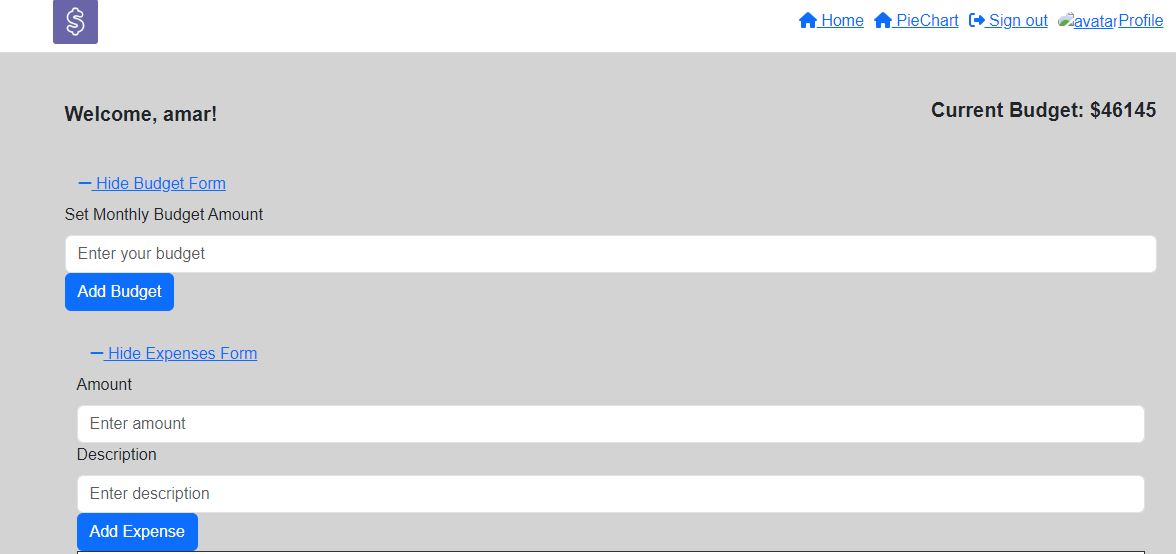 Home PieChart Sign out avatar Profile
Welcome, amar!
Current Budget: $46145
Hide Budget Form
Set Monthly Budget Amount
Enter your budget
Add Budget
Hide Expenses Form
Amount
Enter amount
Description
Enter description
Add Expense